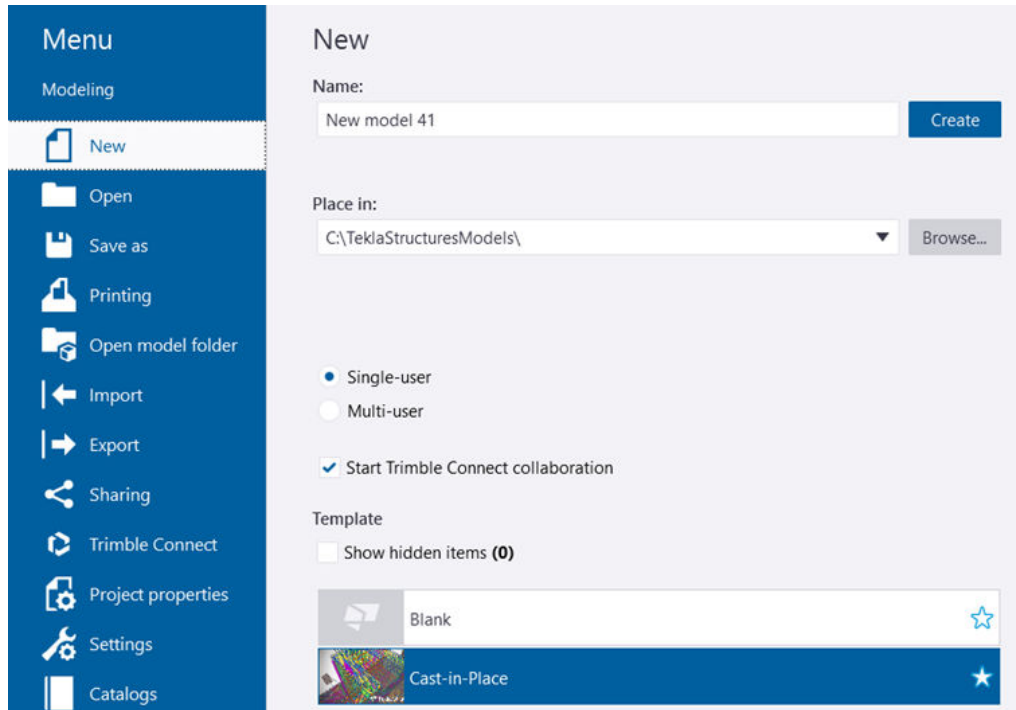 Menu
Modeling
New
Open
Save as
Printing
Open model folder
Import
Export
Sharing
Trimble Connect
Project properties
Settings
Catalogs
New
Name:
New model 41
Create
Place in:
C:\TeklaStructuresModels\
Browse...
Single-user
Multi-user
Start Trimble Connect collaboration
Template
Show hidden items (0)
Blank
Cast-in-Place